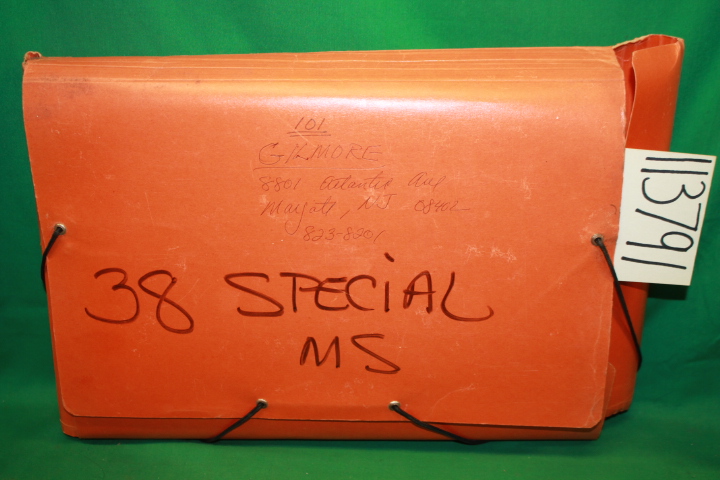 101
GILMORE
8801 Atlantic Ave
Margate, NJ 08402
823-8201
38 SPECIAL
MS
113791